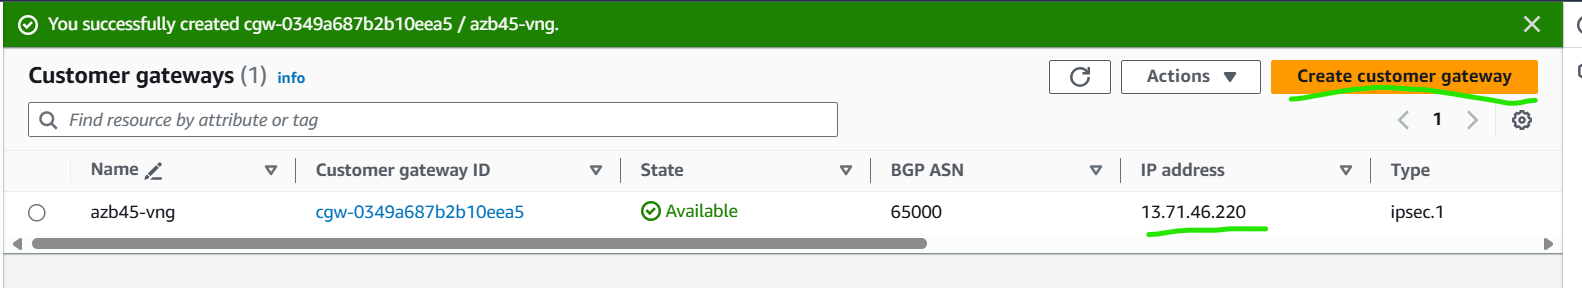 You successfully created cgw-0349a687b2b10eea5 / azb45-vng.
Customer gateways (1) info
Actions
Create customer gateway
Find resource by attribute or tag
1
Name Customer gateway ID State BGP ASN IP address Type
azb45-vng cgw-0349a687b2b10eea5 Available 65000 13.71.46.220 ipsec.1